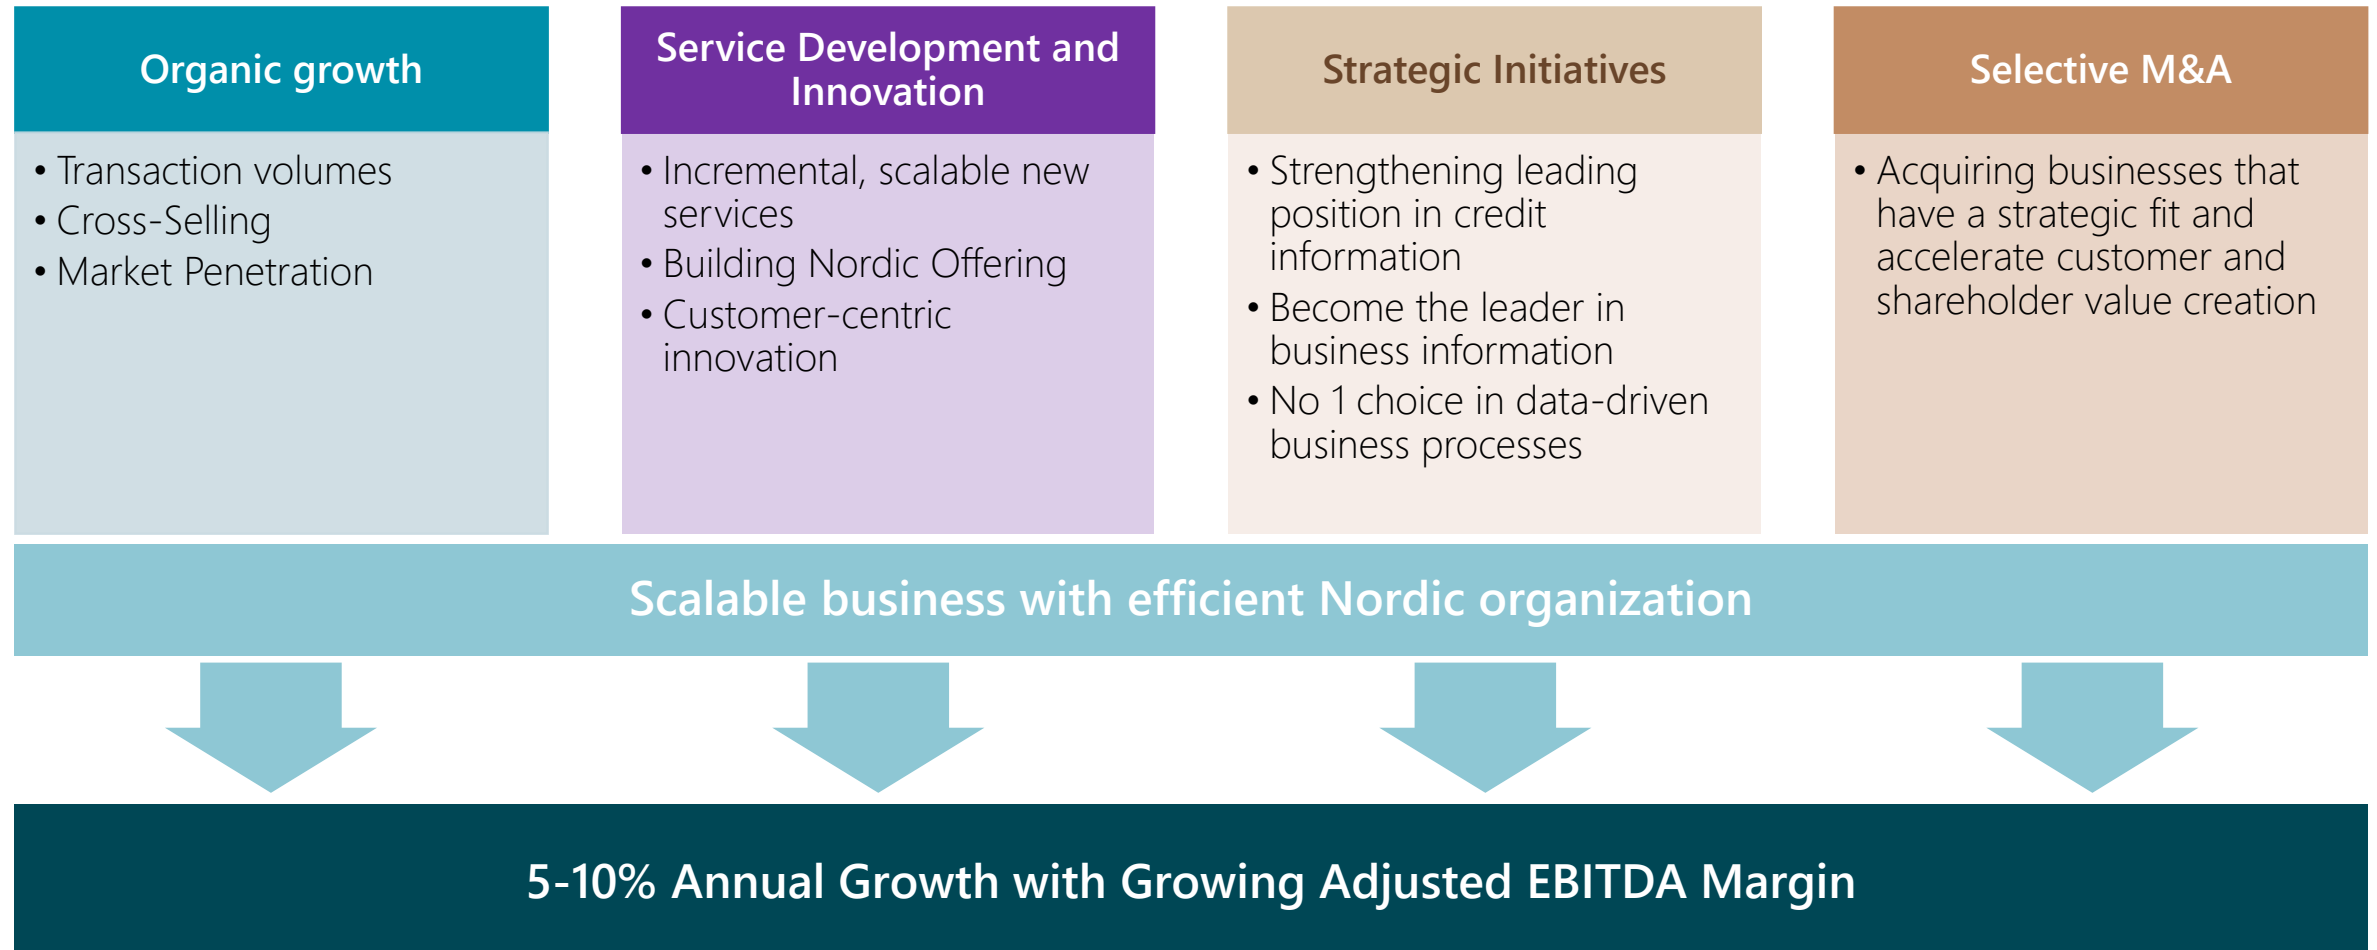 Organic growth
• Transaction volumes
• Cross-Selling
• Market Penetration
Service Development and
Innovation
• Incremental, scalable new
services
• Building Nordic Offering
• Customer-centric
innovation
Strategic Initiatives
• Strengthening leading
position in credit
information
• Become the leader in
business information
• No 1 choice in data-driven
business processes
Selective M&A
• Acquiring businesses that
have a strategic fit and
accelerate customer and
shareholder value creation
Scalable business with efficient Nordic organization
5-10% Annual Growth with Growing Adjusted EBITDA Margin